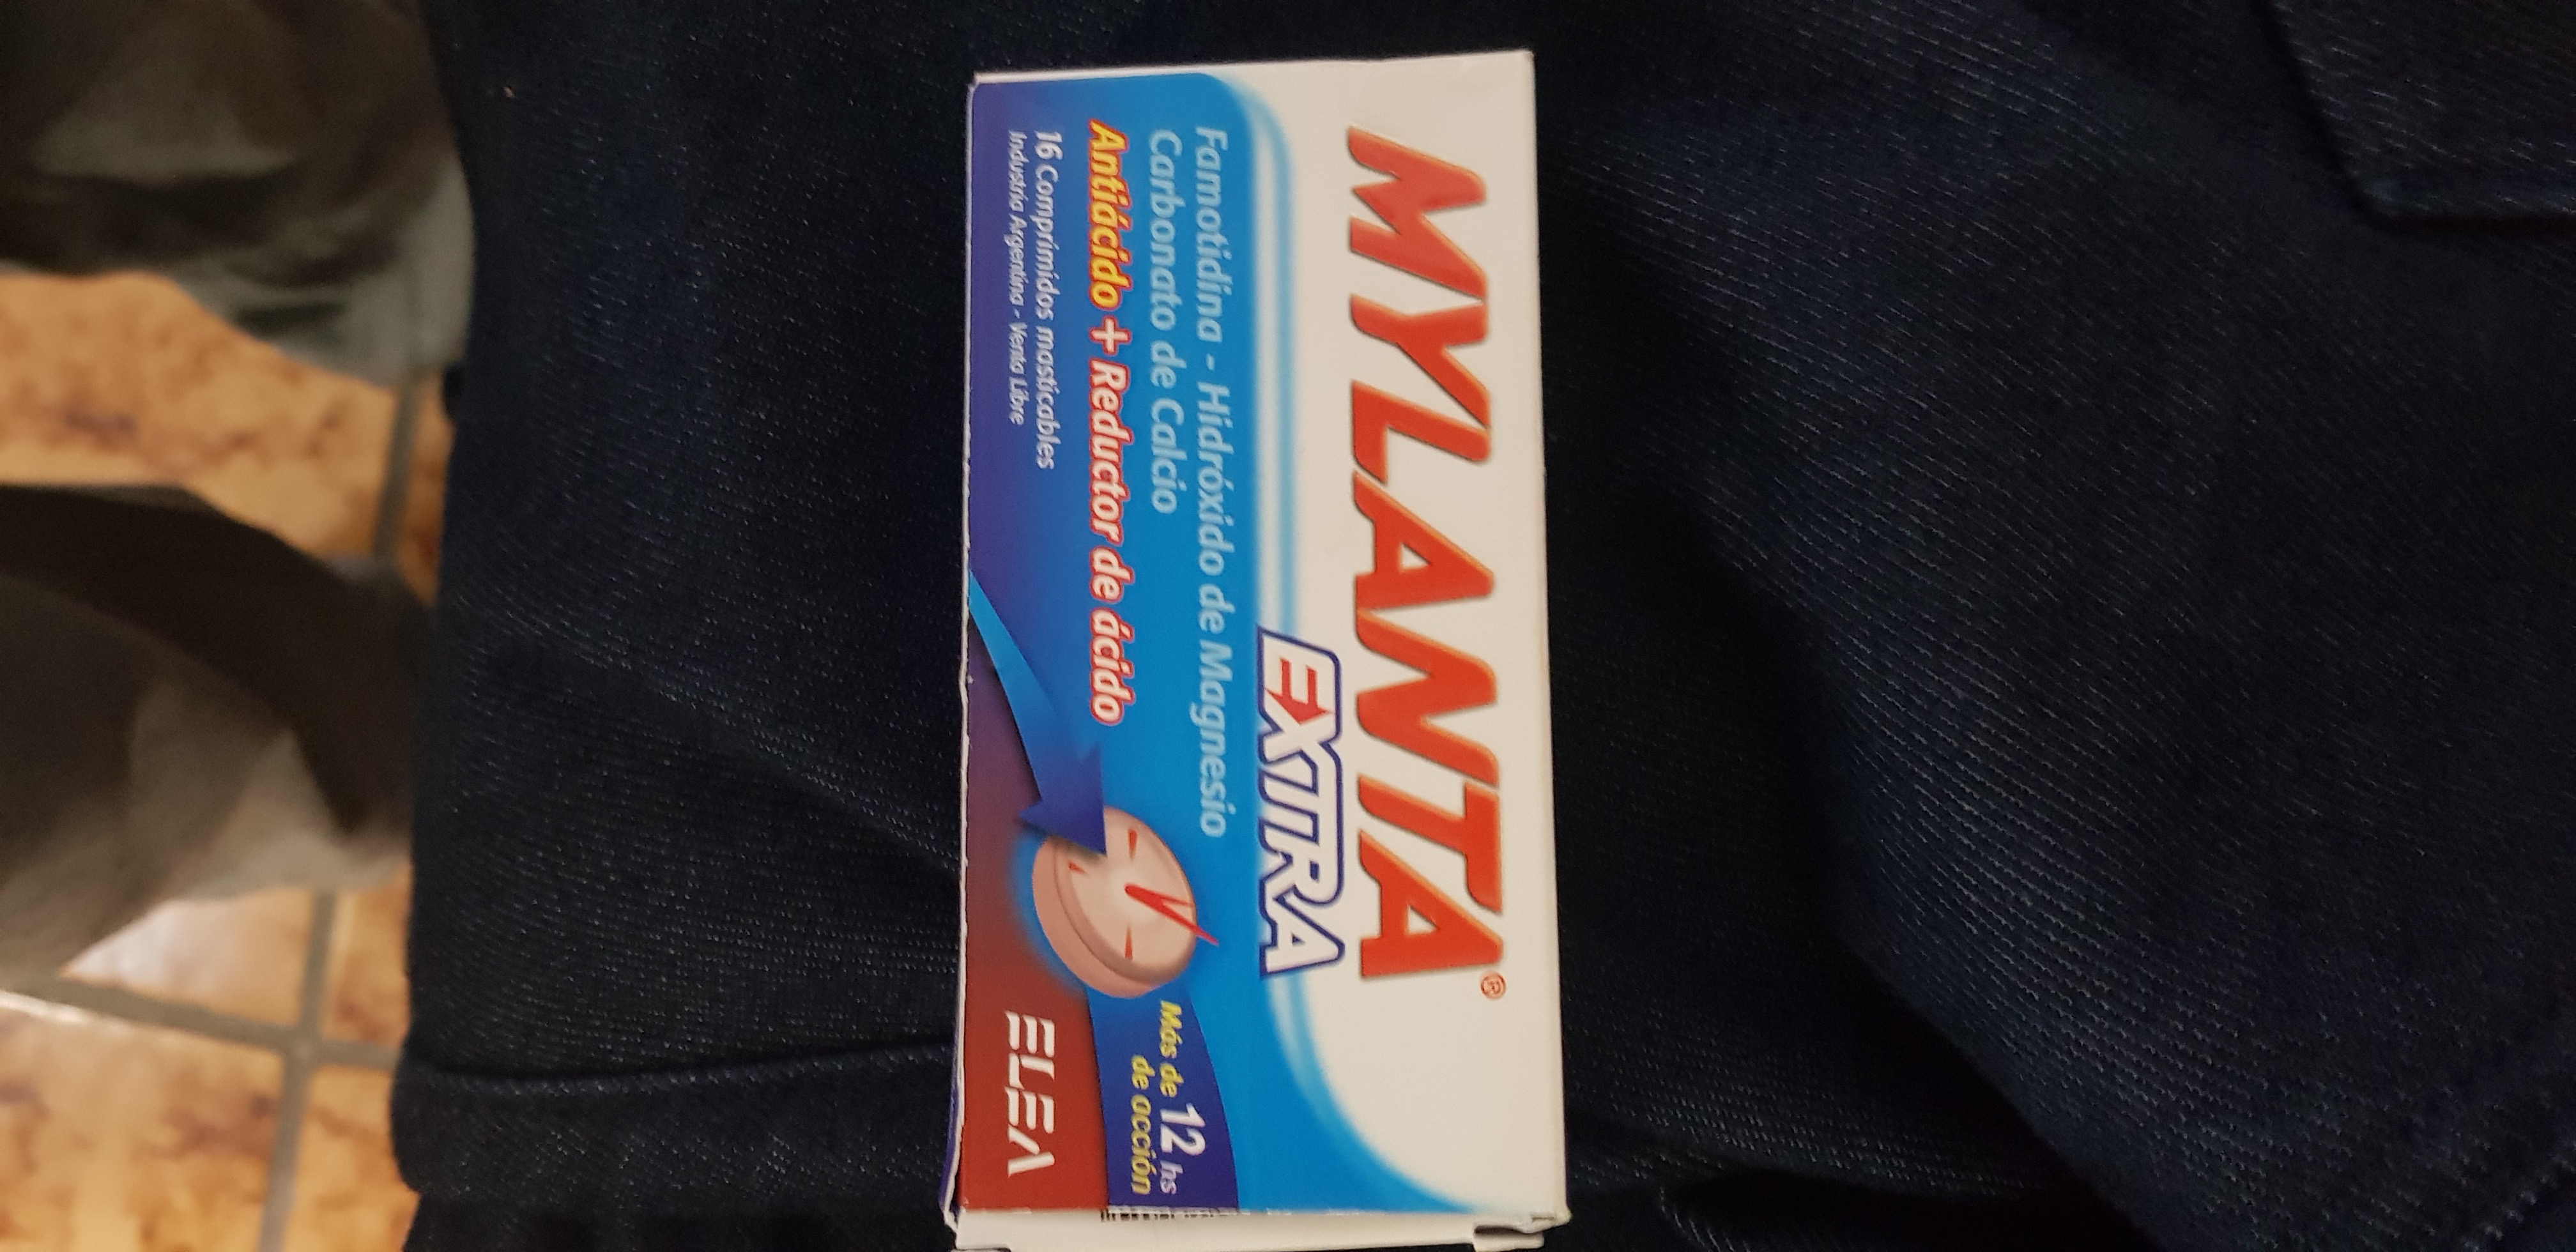 MYLANTA®
EXTRA
Famotidina - Hidróxido de Magnesio
Carbonato de Calcio
Antiácido + Reductor de ácido
16 Comprimidos masticables
Industria Argentina - Venta Libre
Más de 12 hs
de acción
ELEA